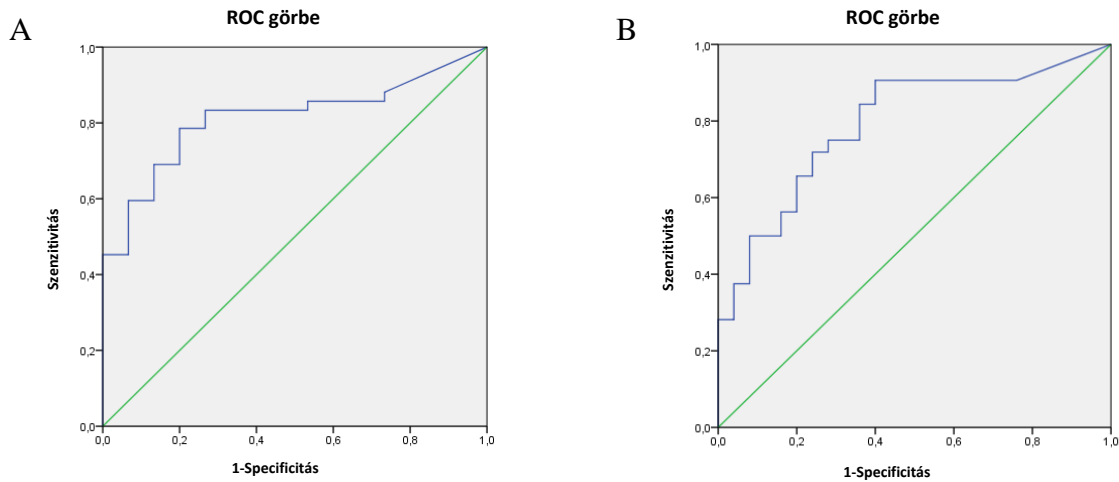 A
ROC görbe
1,0
0,8
0,6
0,4
0,2
0,0
0,0 0,2 0,4 0,6 0,8 1,0
Szenzitivitás
1-Specificitás
B
ROC görbe
1,0
0,8
0,6
0,4
0,2
0,0
0,0 0,2 0,4 0,6 0,8 1,0
Szenzitivitás
1-Specificitás